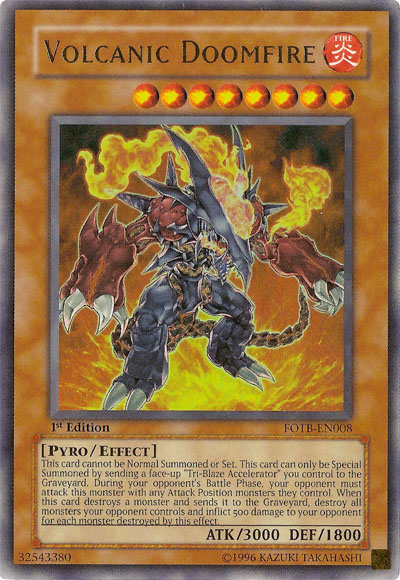 VOLCANIC DOOMFIRE
FIRE
炎
1st Edition
FOTB-EN008
[PYRO/EFFECT]
This card cannot be Normal Summoned or Set. This card can only be Special
Summoned by sending a face-up "Tri-Blaze Accelerator" you control to the
Graveyard. During your opponent's Battle Phase, your opponent must
attack this monster with any Attack Position monsters they control. When
this card destroys a monster and sends it to the Graveyard, destroy all
monsters your opponent controls and inflict 500 damage to your opponent
for each monster destroyed by this effect.
ATK/3000 DEF/1800
32543380
©1996 KAZUKI TAKAHASHI